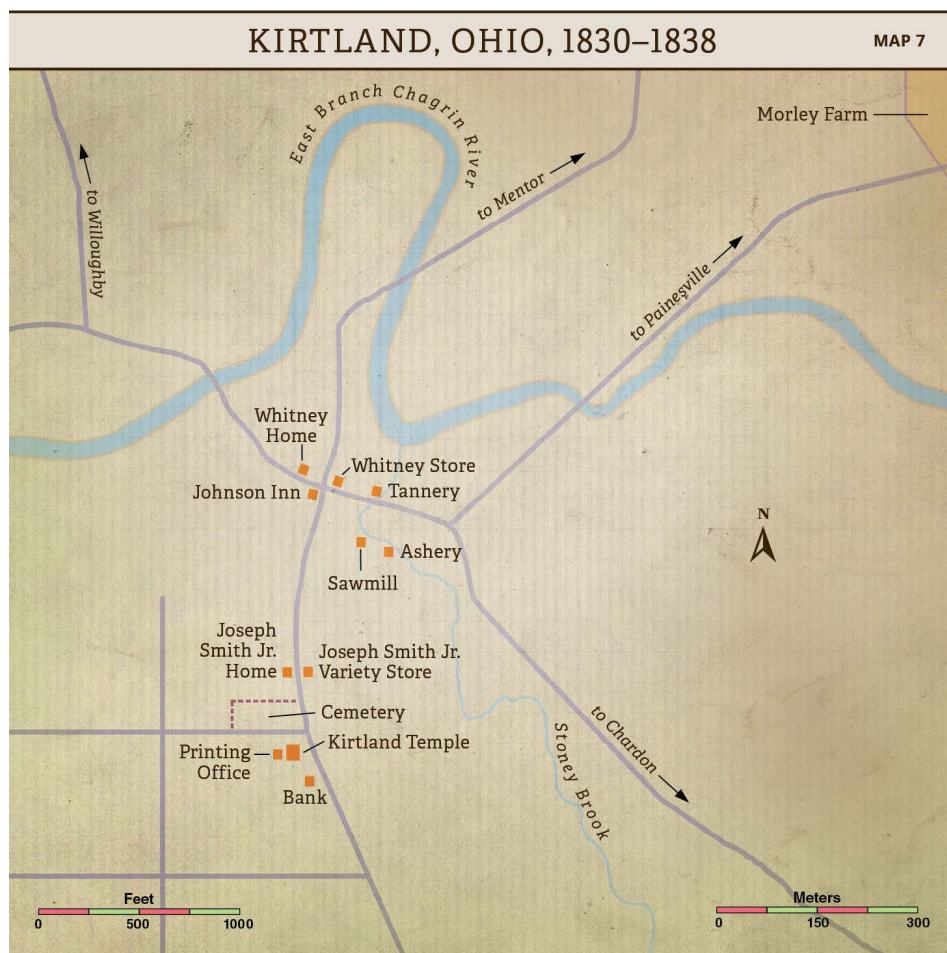 KIRTLAND, OHIO, 1830–1838
MAP 7
East Branch Chagrin River
Morley Farm
to Mentor
to Willoughby
to Painesville
Whitney
Home
Whitney Store
Johnson Inn
Tannery
N
Ashery
Sawmill
Joseph
Smith Jr.
Home
Joseph Smith Jr.
Variety Store
Cemetery
to Chardon
Stoney Brook
Printing
Office
Kirtland Temple
Bank
Feet
0 500 1000
Meters
0 150 300